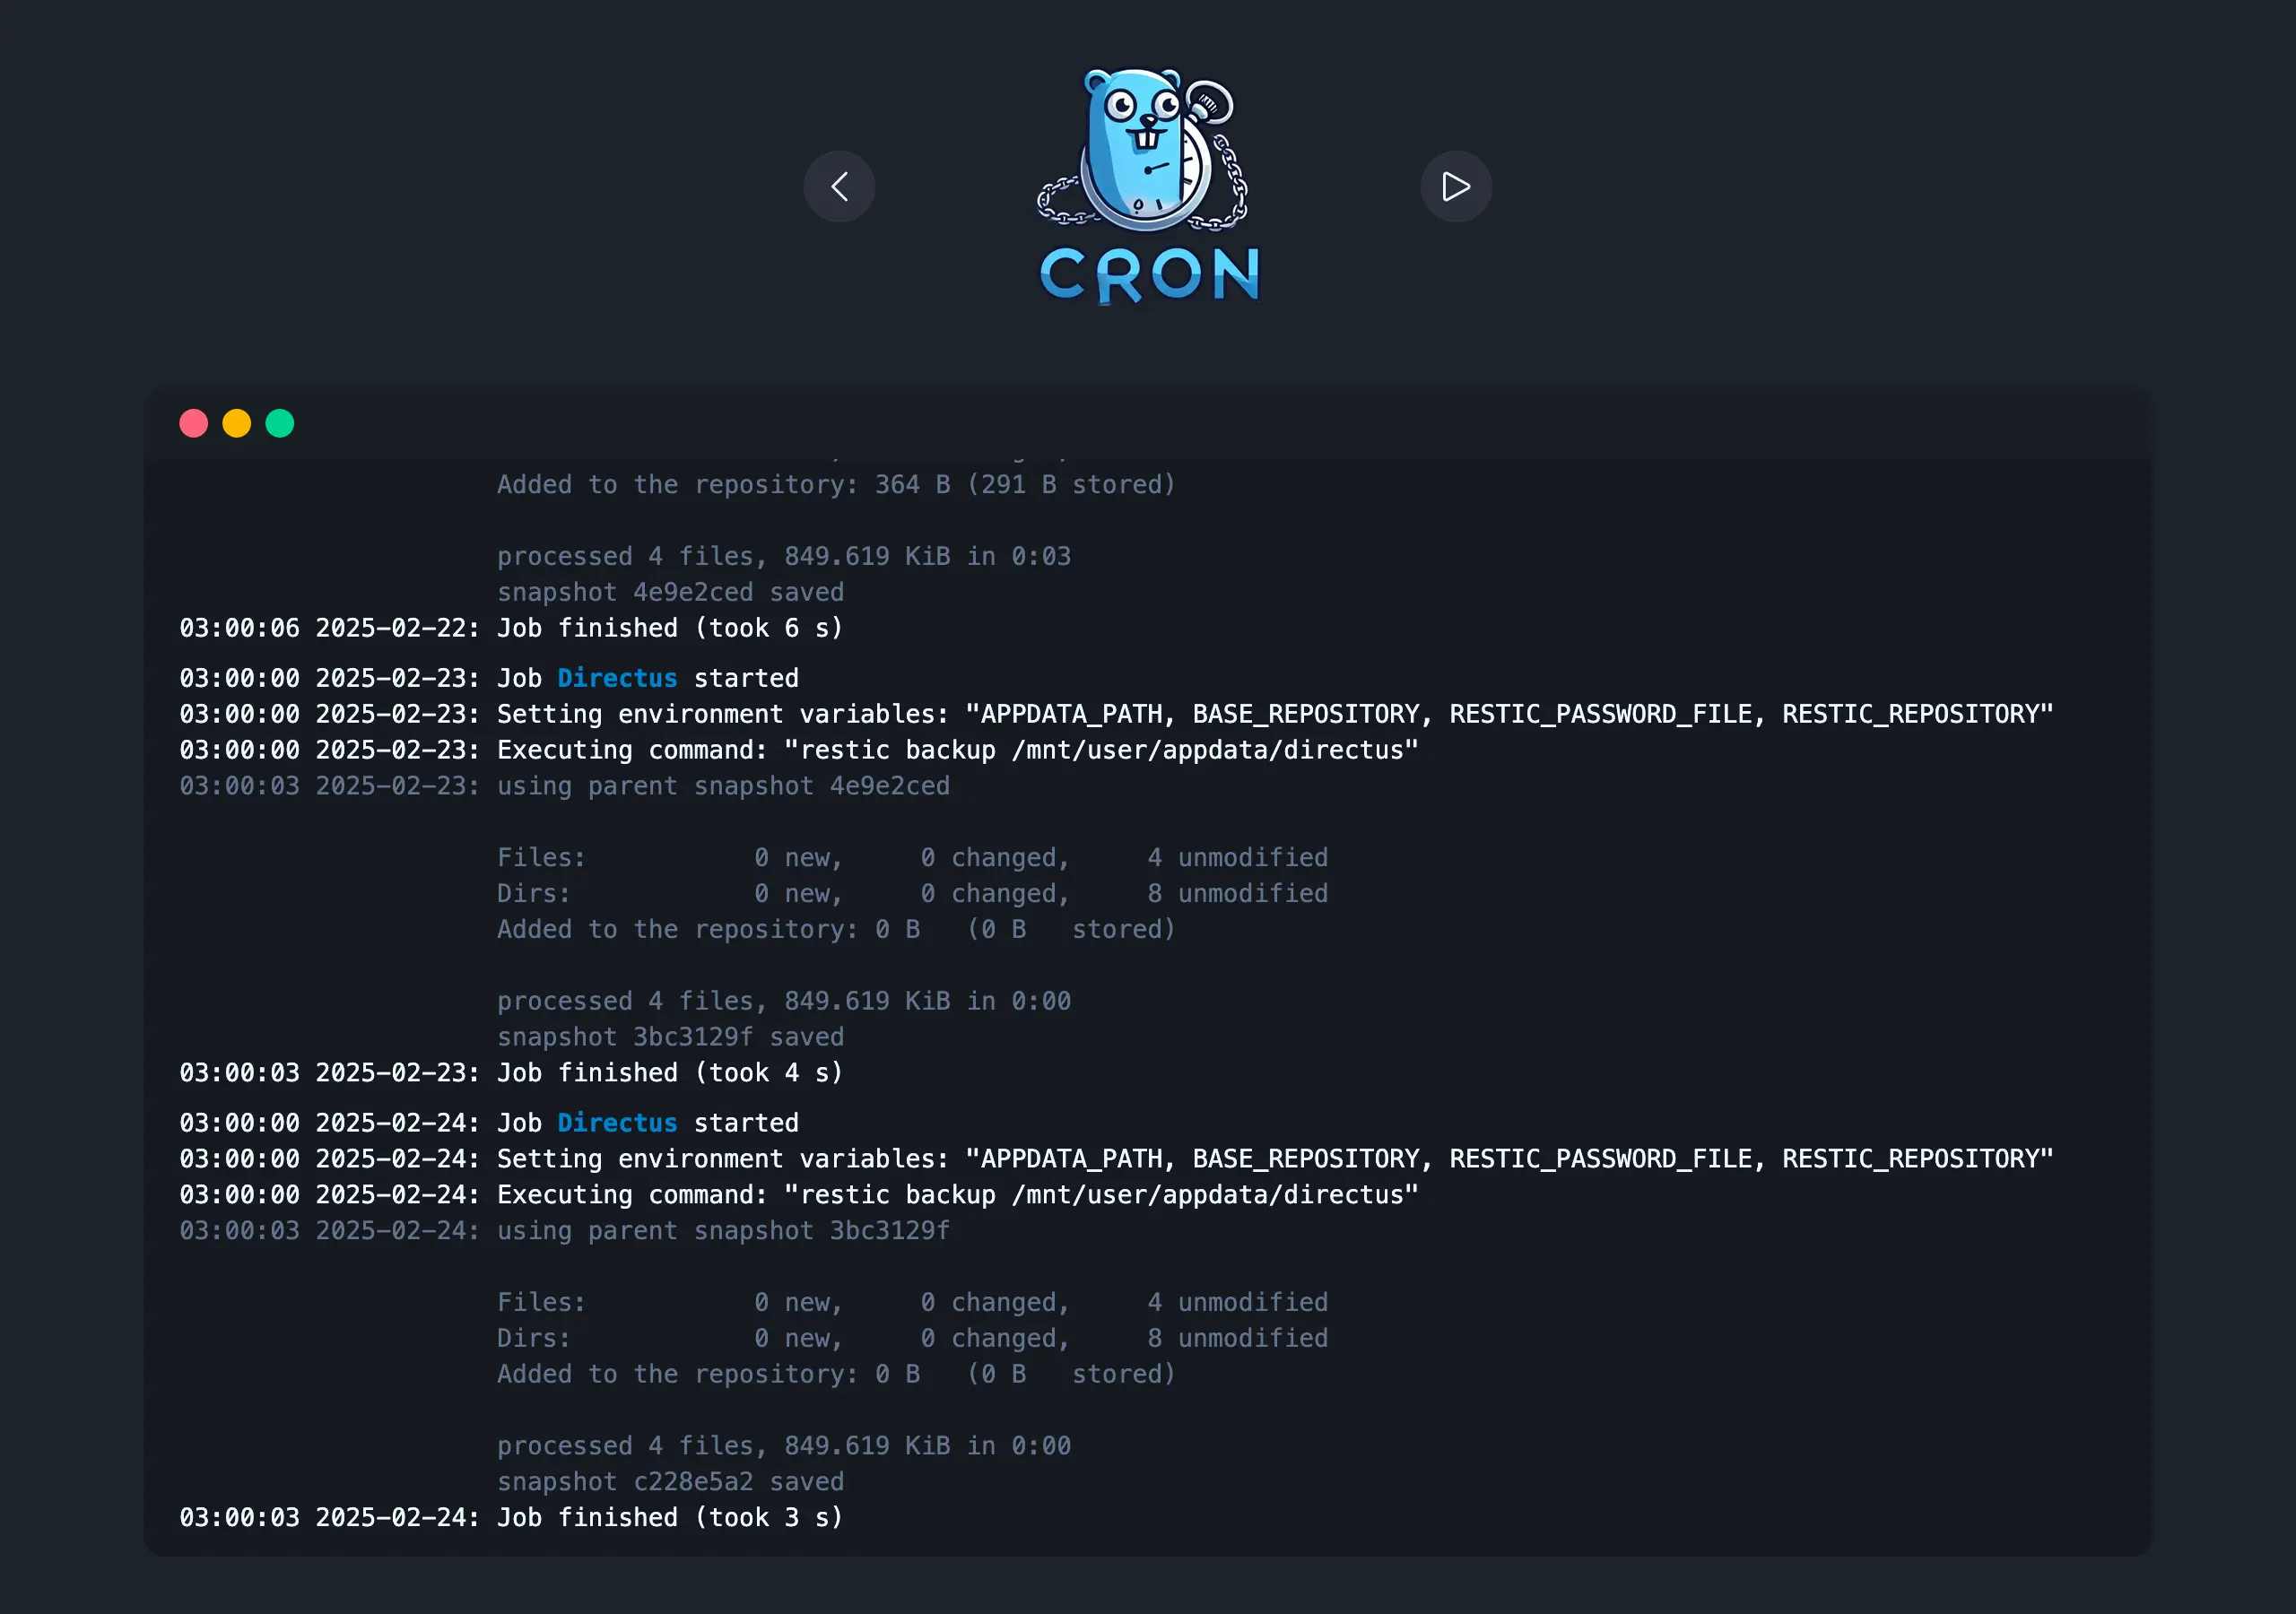 CRON
Added to the repository: 364 B (291 B stored)
processed 4 files, 849.619 KiB in 0:03
snapshot 4e9e2ced saved
03:00:06 2025-02-22: Job finished (took 6 s)
03:00:00 2025-02-23: Job Directus started
03:00:00 2025-02-23: Setting environment variables: "APPDATA_PATH, BASE_REPOSITORY, RESTIC_PASSWORD_FILE, RESTIC_REPOSITORY"
03:00:00 2025-02-23: Executing command: "restic backup /mnt/user/appdata/directus"
03:00:03 2025-02-23: using parent snapshot 4e9e2ced
Files:           0 new,     0 changed,     4 unmodified
Dirs:            0 new,     0 changed,     8 unmodified
Added to the repository: 0 B   (0 B   stored)
processed 4 files, 849.619 KiB in 0:00
snapshot 3bc3129f saved
03:00:03 2025-02-23: Job finished (took 4 s)
03:00:00 2025-02-24: Job Directus started
03:00:00 2025-02-24: Setting environment variables: "APPDATA_PATH, BASE_REPOSITORY, RESTIC_PASSWORD_FILE, RESTIC_REPOSITORY"
03:00:00 2025-02-24: Executing command: "restic backup /mnt/user/appdata/directus"
03:00:03 2025-02-24: using parent snapshot 3bc3129f
Files:           0 new,     0 changed,     4 unmodified
Dirs:            0 new,     0 changed,     8 unmodified
Added to the repository: 0 B   (0 B   stored)
processed 4 files, 849.619 KiB in 0:00
snapshot c228e5a2 saved
03:00:03 2025-02-24: Job finished (took 3 s)